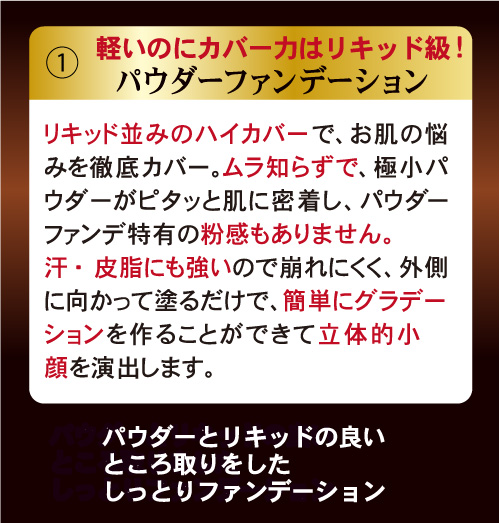 ① 軽いのにカバー力はリキッド級！
パウダーファンデーション
リキッド並みのハイカバーで、お肌の悩
みを徹底カバー。ムラ知らずで、極小パ
ウダーがピタッと肌に密着し、パウダー
ファンデ特有の粉感もありません。
汗・皮脂にも強いので崩れにくく、外側
に向かって塗るだけで、簡単にグラデー
ションを作ることができて立体的小
顔を演出します。
パウダーとリキッドの良い
ところ取りをした
しっとりファンデーション